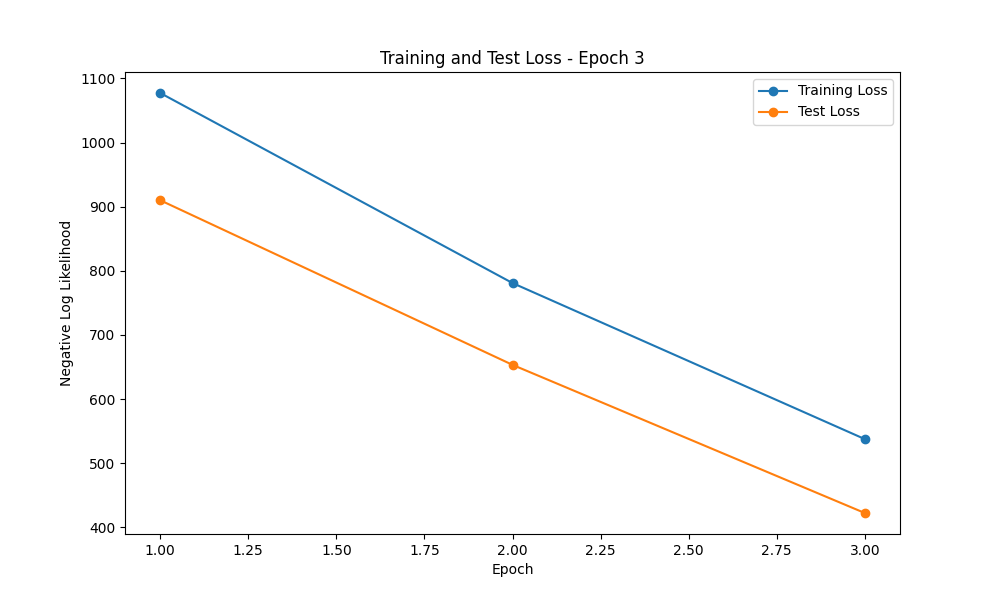 Training and Test Loss - Epoch 3
Training Loss
Test Loss
Negative Log Likelihood
1100
1000
900
800
700
600
500
400
1.00 1.25 1.50 1.75 2.00 2.25 2.50 2.75 3.00
Epoch